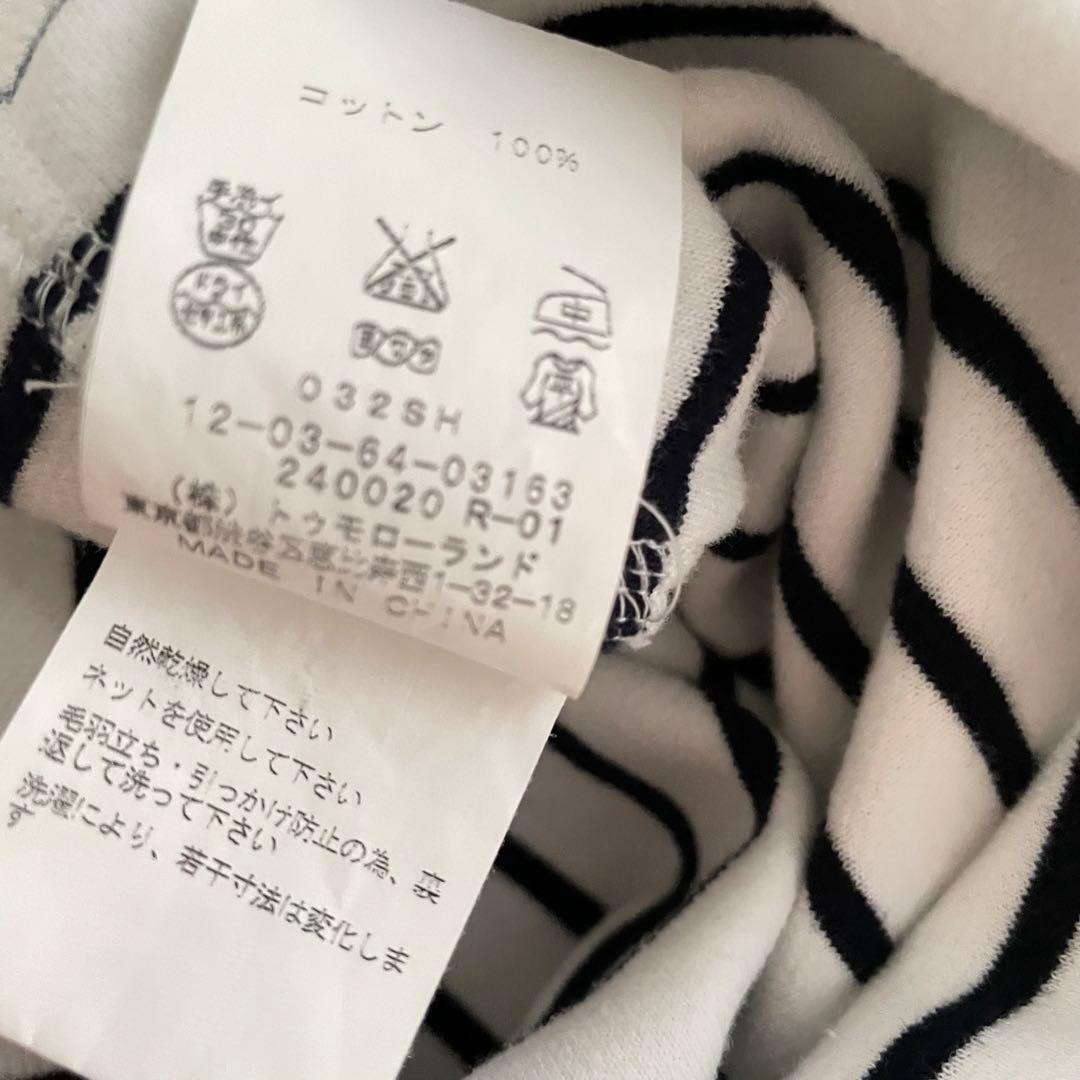 コットン 100%
手洗イ
30
中性
ドライ
セキユ系
エンソ
サラシ
中
ヨワク
032SH
12-03-64-03163
240020 R-01
(株)トゥモローランド
東京都渋谷区恵比寿西1-32-18
MADE IN CHINA
自然乾燥して下さい
ネットを使用して下さい
毛羽立ち・引っかけ防止の為、裏
返して洗って下さい
洗濯により、若干寸法は変化しま
す